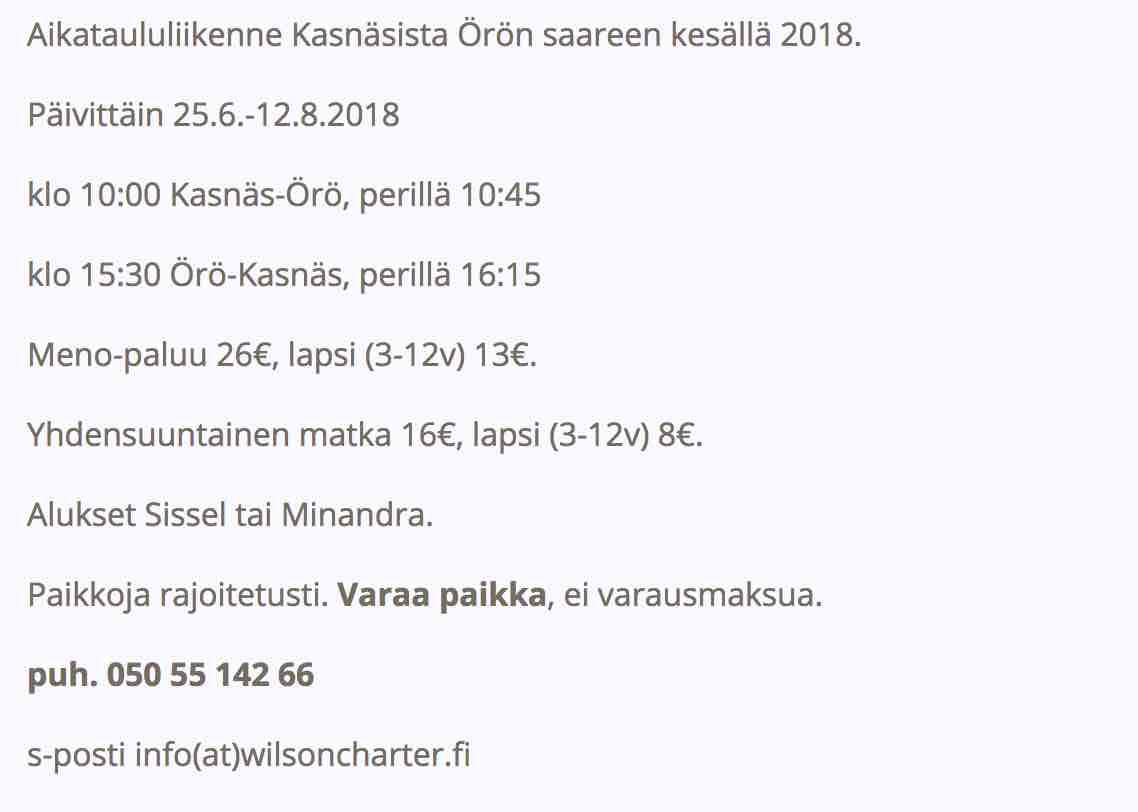 Aikataululiikenne Kasnäsista Örön saareen kesällä 2018.
Päivittäin 25.6.-12.8.2018
klo 10:00 Kasnäs-Örö, perillä 10:45
klo 15:30 Örö-Kasnäs, perillä 16:15
Meno-paluu 26€, lapsi (3-12v) 13€.
Yhdensuuntainen matka 16€, lapsi (3-12v) 8€.
Alukset Sissel tai Minandra.
Paikkoja rajoitetusti. Varaa paikka, ei varausmaksua.
puh. 050 55 142 66
s-posti info(at)wilsoncharter.fi